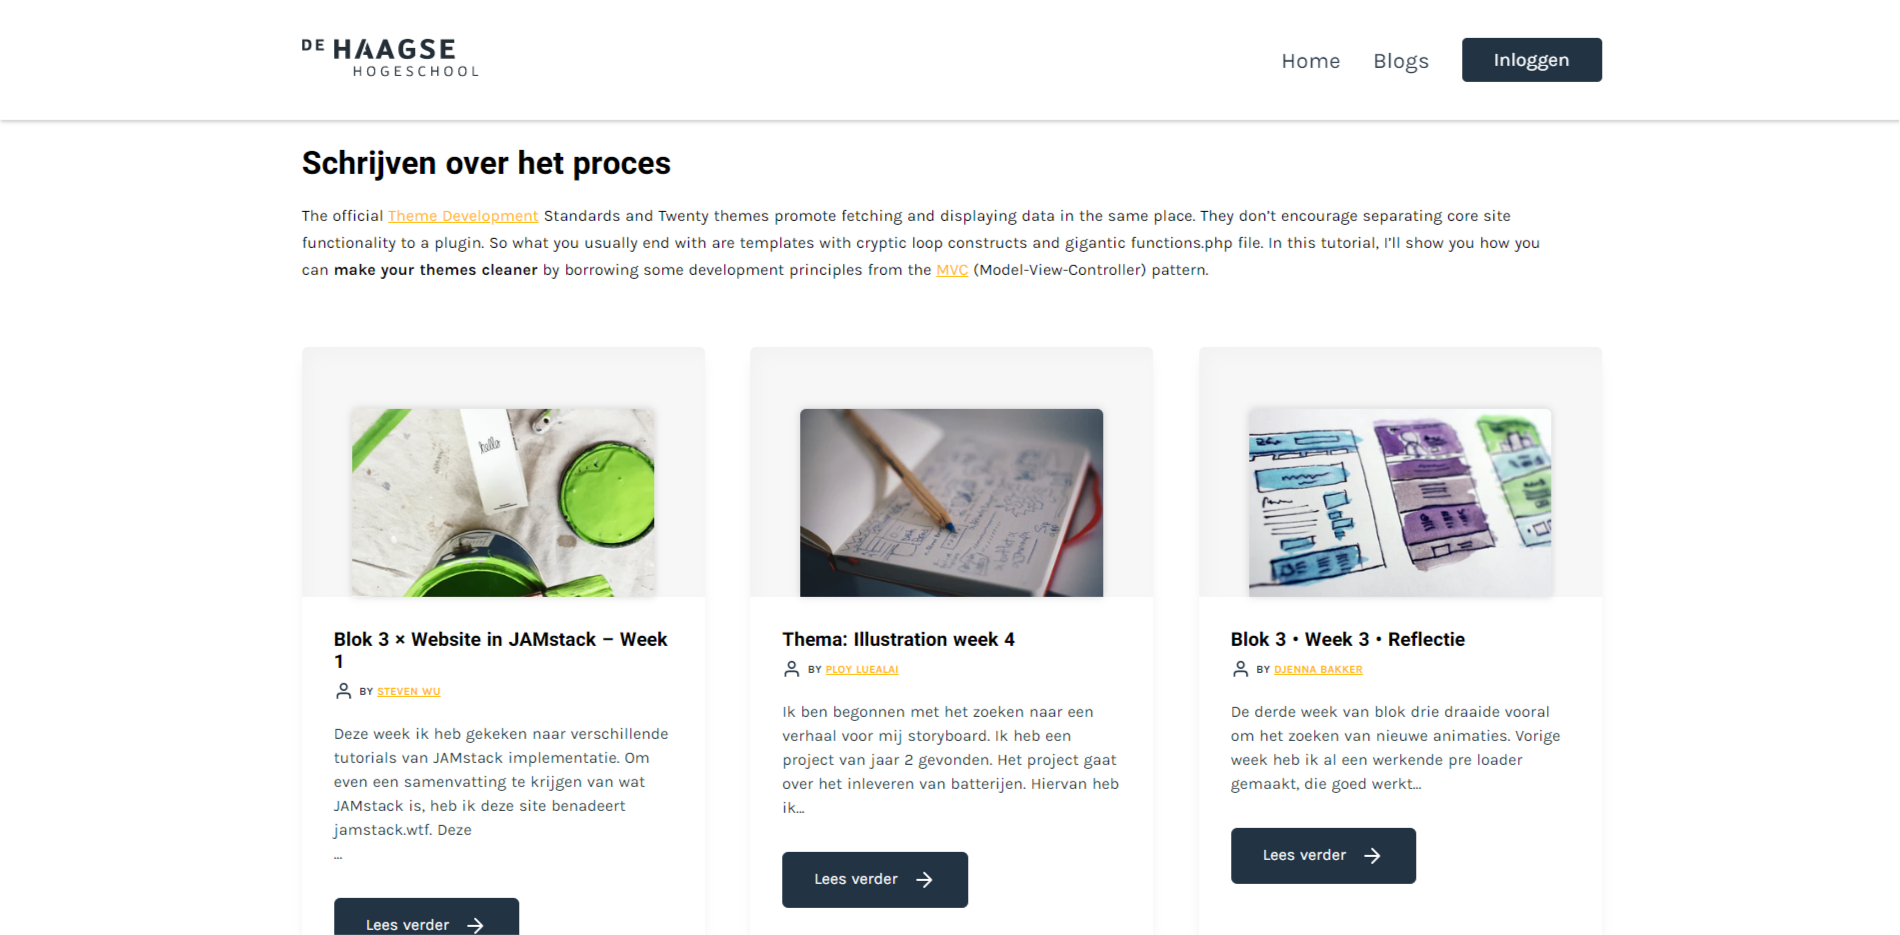 DE HAAGSE
HOGESCHOOL
Home Blogs Inloggen
Schrijven over het proces
The official Theme Development Standards and Twenty themes promote fetching and displaying data in the same place. They don’t encourage separating core site
functionality to a plugin. So what you usually end with are templates with cryptic loop constructs and gigantic functions.php file. In this tutorial, I’ll show you how you
can make your themes cleaner by borrowing some development principles from the MVC (Model-View-Controller) pattern.
hello
Blok 3 × Website in JAMstack – Week
1
BY STEVEN WU
Deze week ik heb gekeken naar verschillende
tutorials van JAMstack implementatie. Om
even een samenvatting te krijgen van wat
JAMstack is, heb ik deze site benadeert
jamstack.wtf. Deze
...
Lees verder
Thema: Illustration week 4
BY PLOY LUEALAI
Ik ben begonnen met het zoeken naar een
verhaal voor mij storyboard. Ik heb een
project van jaar 2 gevonden. Het project gaat
over het inleveren van batterijen. Hiervan heb
ik...
Lees verder
Blok 3 • Week 3 • Reflectie
BY DJENNA BAKKER
De derde week van blok drie draaide vooral
om het zoeken van nieuwe animaties. Vorige
week heb ik al een werkende pre loader
gemaakt, die goed werkt...
Lees verder